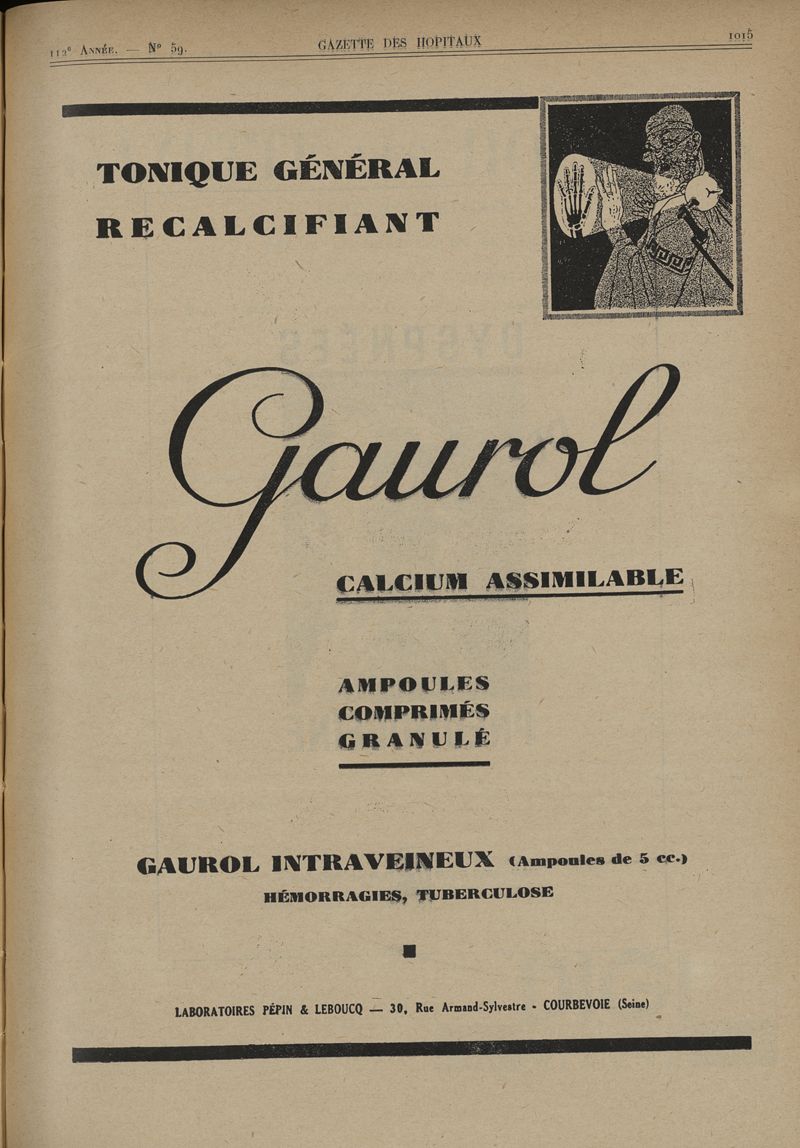 112e ANNÉE. — No 59.
GAZETTE DES HOPITAUX
1015
TONIQUE GÉNÉRAL
RECALCIFIANT
Gaurol
CALCIUM ASSIMILABLE
AMPOULES
COMPRIMÉS
GRANULÉ
GAUROL INTRAVEINEUX (Ampoules de 5 cc.)
HÉMORRAGIES, TUBERCULOSE
LABORATOIRES PÉPIN & LEBOUCQ — 30, Rue Armand-Sylvestre - COURBEVOIE (Seine)